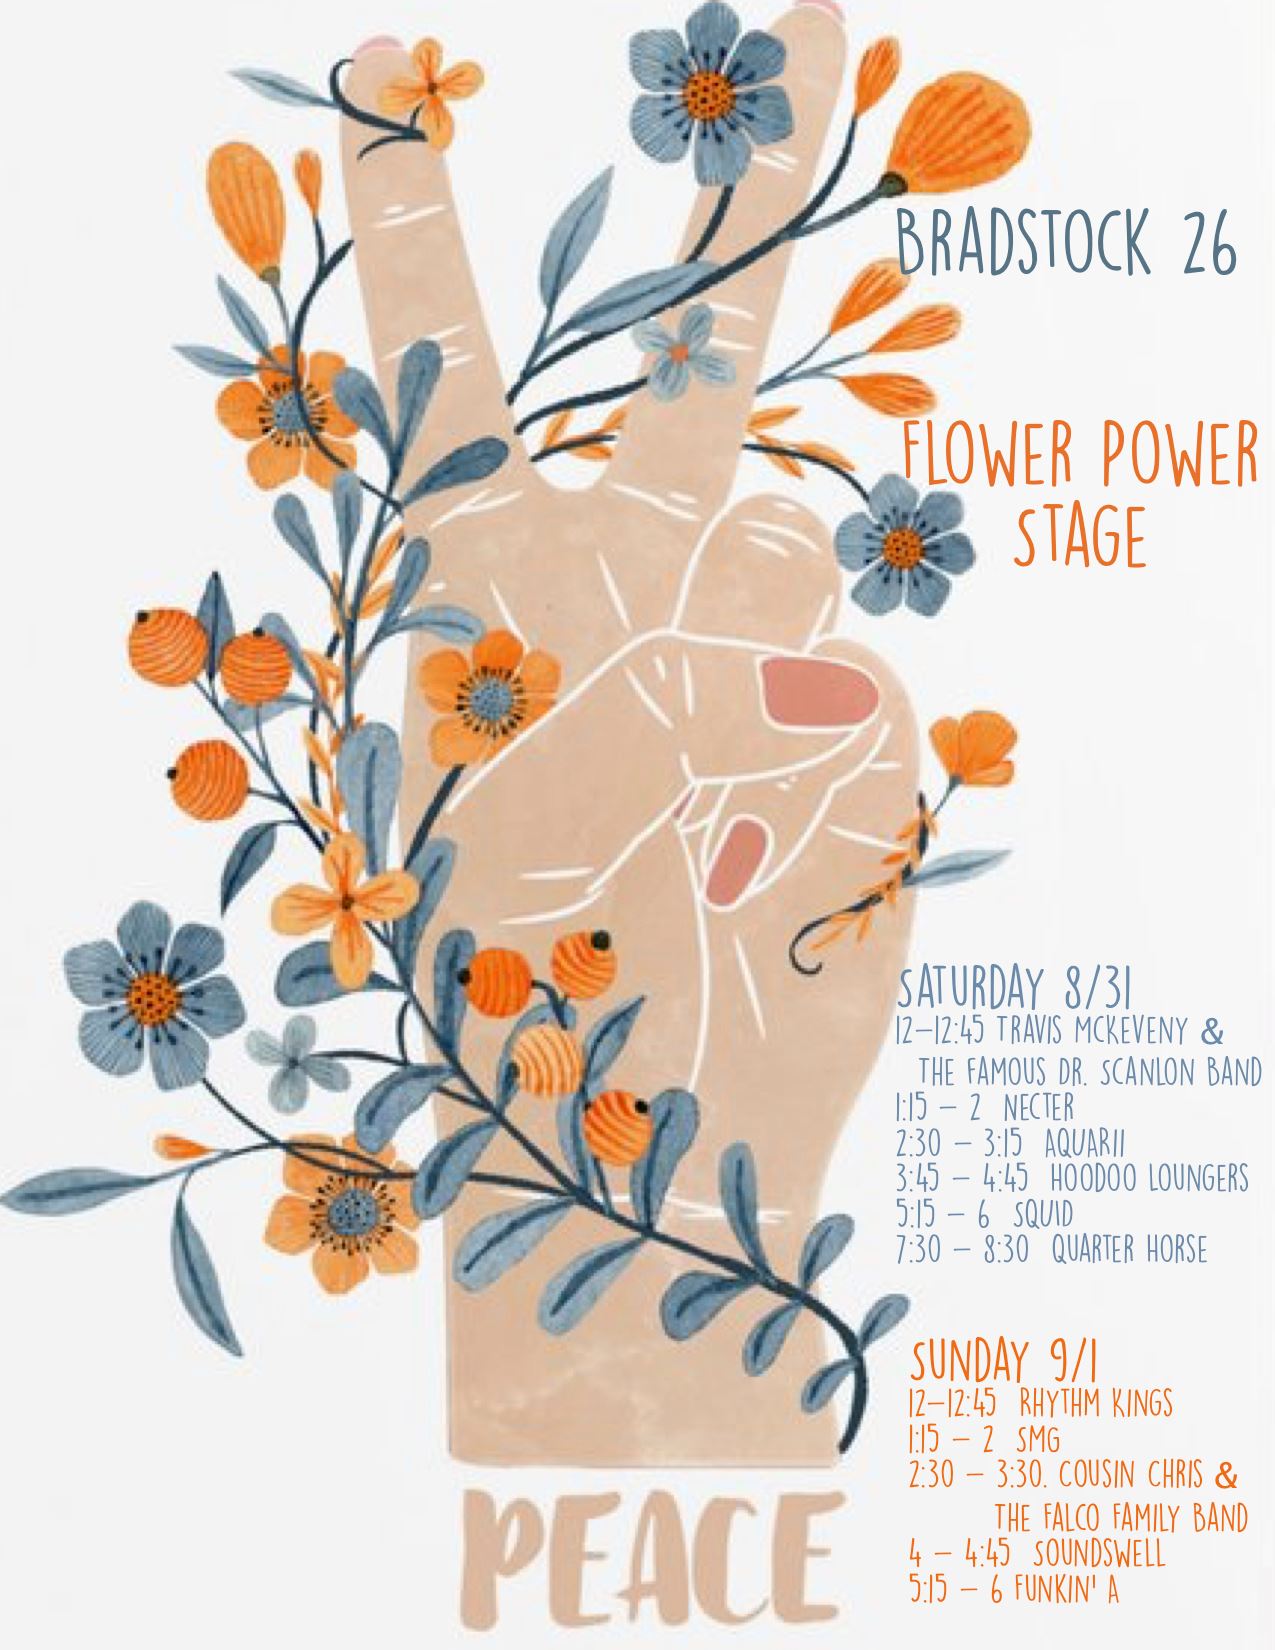 BRADSTOCK 26
FLOWER POWER
STAGE
SATURDAY 8/31
12-12:45 TRAVIS MCKEVENY &
THE FAMOUS DR. SCANLON BAND
1:15 - 2 NECTER
2:30 - 3:15 AQUARII
3:45 - 4:45 HOODOO LOUNGERS
5:15 - 6 SQUID
7:30 - 8:30 QUARTER HORSE
SUNDAY 9/1
12-12:45 RHYTHM KINGS
1:15 - 2 SMG
2:30 - 3:30. COUSIN CHRIS &
THE FALCO FAMILY BAND
4 - 4:45 SOUNDSWELL
5:15 - 6 FUNKIN' A
PEACE